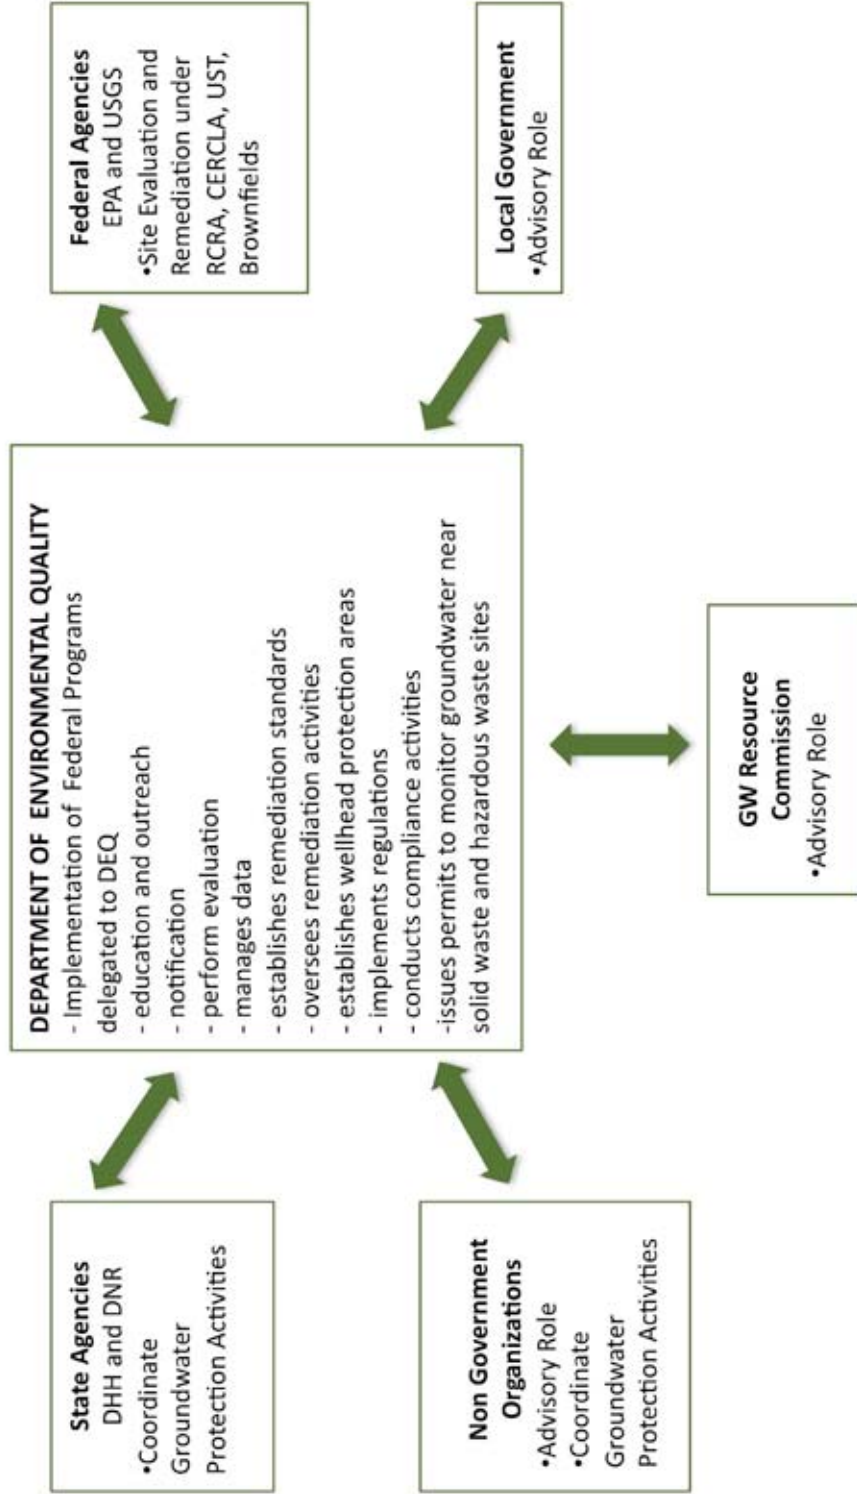 State Agencies
DHH and DNR
•Coordinate
Groundwater
Protection Activities
DEPARTMENT OF ENVIRONMENTAL QUALITY
- Implementation of Federal Programs
delegated to DEQ
- education and outreach
- notification
- perform evaluation
- manages data
- establishes remediation standards
- oversees remediation activities
- establishes wellhead protection areas
- implements regulations
- conducts compliance activities
-issues permits to monitor groundwater near
solid waste and hazardous waste sites
Federal Agencies
EPA and USGS
•Site Evaluation and
Remediation under
RCRA, CERCLA, UST,
Brownfields
Non Government
Organizations
•Advisory Role
•Coordinate
Groundwater
Protection Activities
Local Government
•Advisory Role
GW Resource
Commission
•Advisory Role